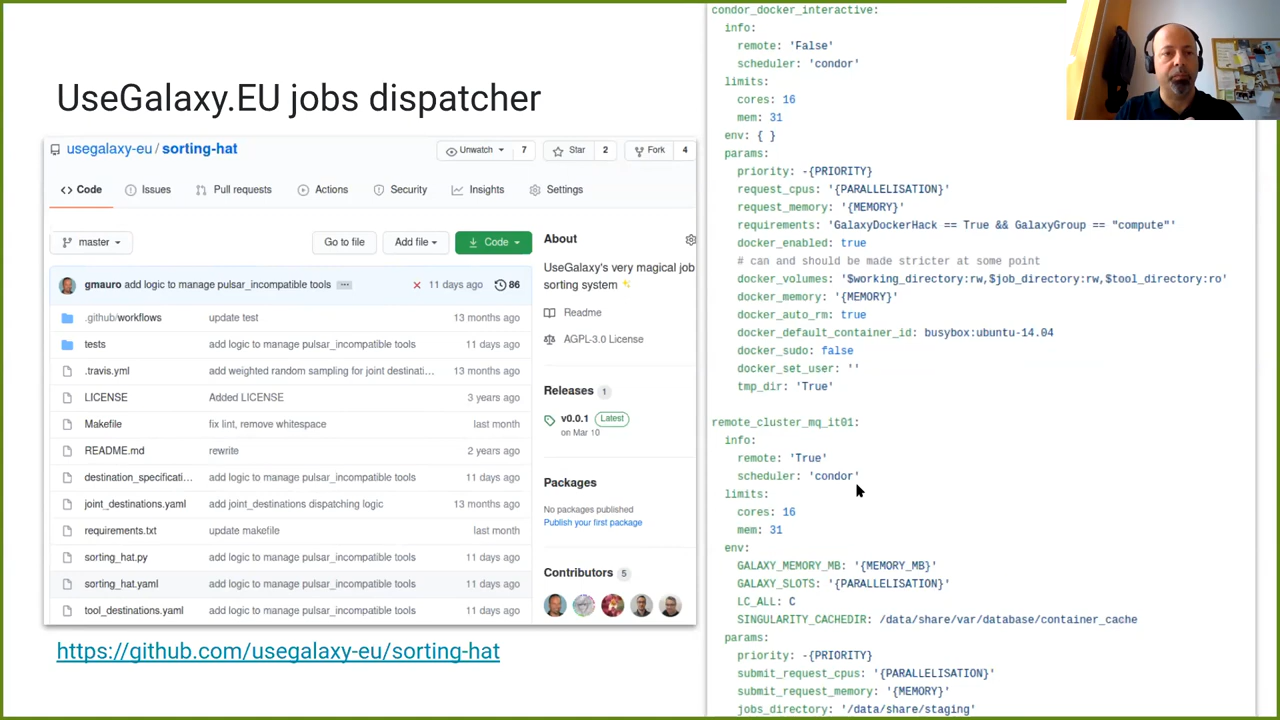 UseGalaxy.EU jobs dispatcher
usegalaxy-eu / sorting-hat
Unwatch 7
Star 2
Fork 4
Code
Issues
Pull requests
Actions
Security
Insights
Settings
master
Go to file
Add file
Code
gmauro add logic to manage pulsar_incompatible tools ... 11 days ago 86
.github/workflows update test 13 months ago
tests add logic to manage pulsar_incompatible tools 11 days ago
.travis.yml add weighted random sampling for joint destinati... 13 months ago
LICENSE Added LICENSE 3 years ago
Makefile fix lint, remove whitespace last month
README.md rewrite 2 years ago
destination_specificati... add logic to manage pulsar_incompatible tools 11 days ago
joint_destinations.yaml add joint_destinations dispatching logic 13 months ago
requirements.txt update makefile last month
sorting_hat.py add logic to manage pulsar_incompatible tools 11 days ago
sorting_hat.yaml add logic to manage pulsar_incompatible tools 11 days ago
tool_destinations.yaml add logic to manage pulsar_incompatible tools 11 days ago
About
UseGalaxy's very magical job
sorting system ✨
Readme
AGPL-3.0 License
Releases 1
v0.0.1 Latest
on Mar 10
Packages
No packages published
Publish your first package
Contributors 5
https://github.com/usegalaxy-eu/sorting-hat
condor_docker_interactive:
info:
remote: 'False'
scheduler: 'condor'
limits:
cores: 16
mem: 31
env: { }
params:
priority: -{PRIORITY}
request_cpus: '{PARALLELISATION}'
request_memory: '{MEMORY}'
requirements: 'GalaxyDockerHack == True && GalaxyGroup == "compute"'
docker_enabled: true
# can and should be made stricter at some point
docker_volumes: '$working_directory:rw,$job_directory:rw,$tool_directory:ro'
docker_memory: '{MEMORY}'
docker_auto_rm: true
docker_default_container_id: busybox:ubuntu-14.04
docker_sudo: false
docker_set_user: ''
tmp_dir: 'True'
remote_cluster_mq_it01:
info:
remote: 'True'
scheduler: 'condor'
limits:
cores: 16
mem: 31
env:
GALAXY_MEMORY_MB: '{MEMORY_MB}'
GALAXY_SLOTS: '{PARALLELISATION}'
LC_ALL: C
SINGULARITY_CACHEDIR: /data/share/var/database/container_cache
params:
priority: -{PRIORITY}
submit_request_cpus: '{PARALLELISATION}'
submit_request_memory: '{MEMORY}'
jobs_directory: '/data/share/staging'